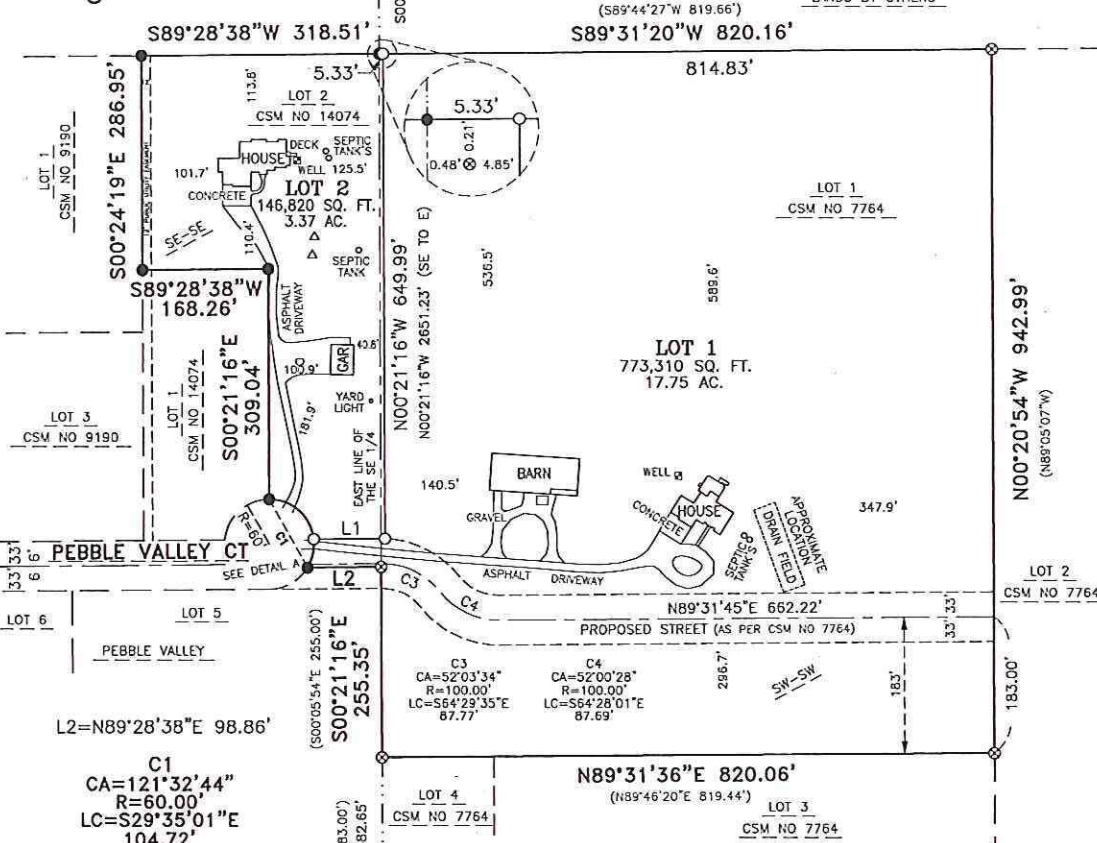 (S89°44'27"W 819.66')
S89°28'38"W 318.51'
S89°31'20"W 820.16'
5.33'
814.83'
S00°24'19"E 286.95'
113.8'
LOT 2
CSM NO 14074
5.33'
0.21'
0.48' 4.85'
LOT 1
CSM NO 9190
DECK
SEPTIC
TANK'S
HOUSE
WELL 125.5'
101.7'
CONCRETE
LOT 2
146,820 SQ. FT.
3.37 AC.
LOT 1
CSM NO 7764
SE-SE
110.4'
SEPTIC
TANK
S89°28'38"W
168.26'
ASPHALT
DRIVEWAY
N00°21'16"W 649.99'
N00°21'16"W 2651.23' (SE TO E)
536.5'
589.6'
N00°20'54"W 942.99'
(N89°05'07"W)
LOT 1
773,310 SQ. FT.
17.75 AC.
GAR
LOT 1
CSM NO 14074
S00°21'16"E
309.04'
YARD
LIGHT
181.9'
EAST LINE OF
THE SE 1/4
LOT 3
CSM NO 9190
BARN
WELL
140.5'
GRAVEL
CONCRETE
HOUSE
347.9'
APPROXIMATE
LOCATION
DRAIN FIELD
SEPTIC
TANK'S
R=60'
C1
L1
PEBBLE VALLEY CT
33' 33'
6' 6'
SEE DETAIL A
L2
ASPHALT DRIVEWAY
C3
C4
LOT 2
CSM NO 7764
N89°31'45"E 662.22'
33'
33'
PROPOSED STREET (AS PER CSM NO 7764)
LOT 6
LOT 5
PEBBLE VALLEY
(S00°05'54"E 255.00')
S00°21'16"E
255.35'
C3
CA=52°03'34"
R=100.00'
LC=S64°29'35"E
87.77'
C4
CA=52°00'28"
R=100.00'
LC=S64°28'01"E
87.69'
296.7'
SW-SW
183'
183.00'
L2=N89°28'38"E 98.86'
C1
CA=121°32'44"
R=60.00'
LC=S29°35'01"E
104.72'
N89°31'36"E 820.06'
(N89°46'20"E 819.44')
LOT 4
CSM NO 7764
LOT 3
CSM NO 7764